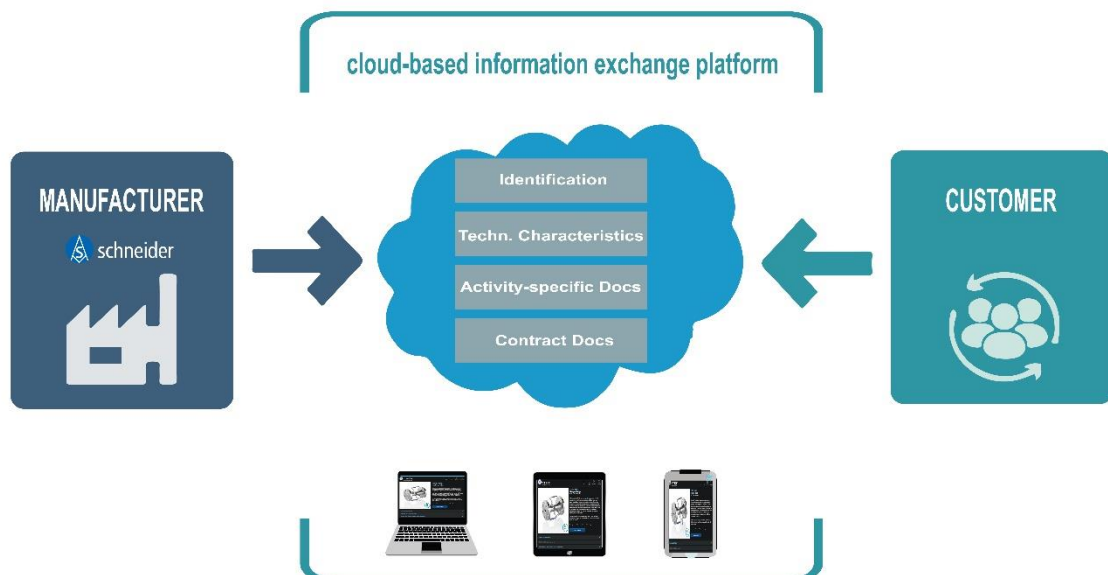 cloud-based information exchange platform
MANUFACTURER
schneider
Identification
Techn. Characteristics
Activity-specific Docs
Contract Docs
CUSTOMER